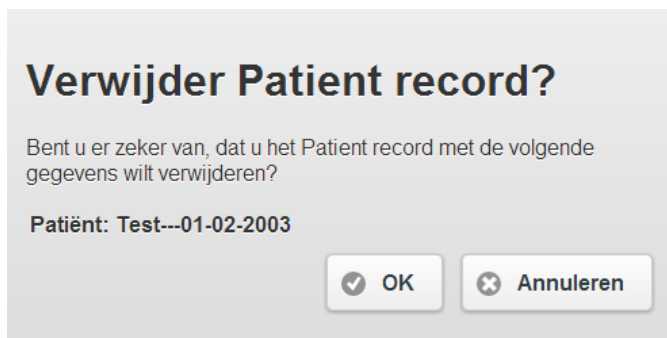 Verwijder Patient record?
Bent u er zeker van, dat u het Patient record met de volgende
gegevens wilt verwijderen?
Patiënt: Test---01-02-2003
OK
Annuleren